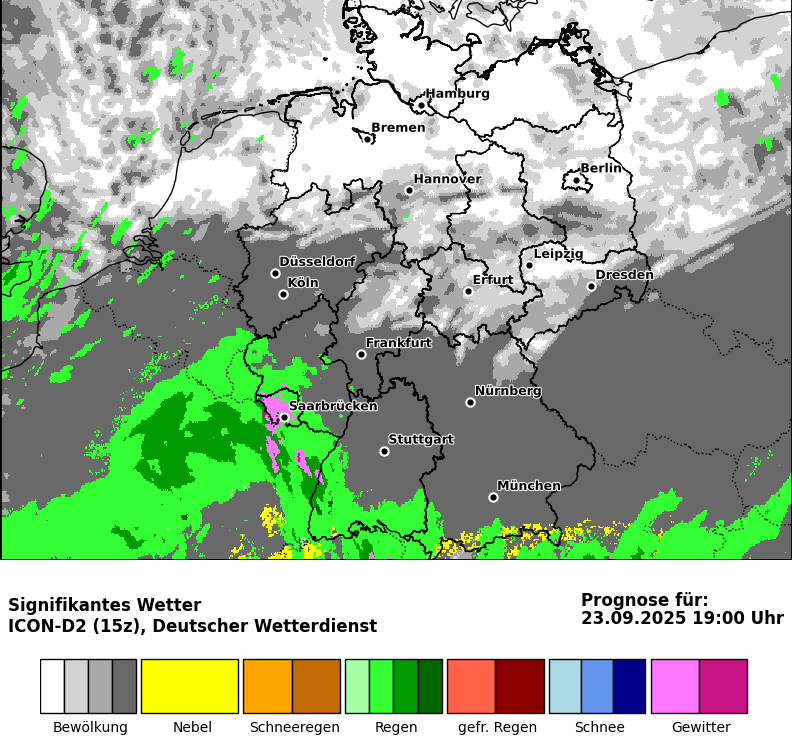 Hamburg
Bremen
Hannover
Berlin
Düsseldorf
Leipzig
Köln
Erfurt
Dresden
Frankfurt
Nürnberg
Saarbrücken
Stuttgart
München
Signifikantes Wetter
ICON-D2 (15z), Deutscher Wetterdienst
Prognose für:
23.09.2025 19:00 Uhr
Bewölkung Nebel Schneeregen Regen gefr. Regen Schnee Gewitter